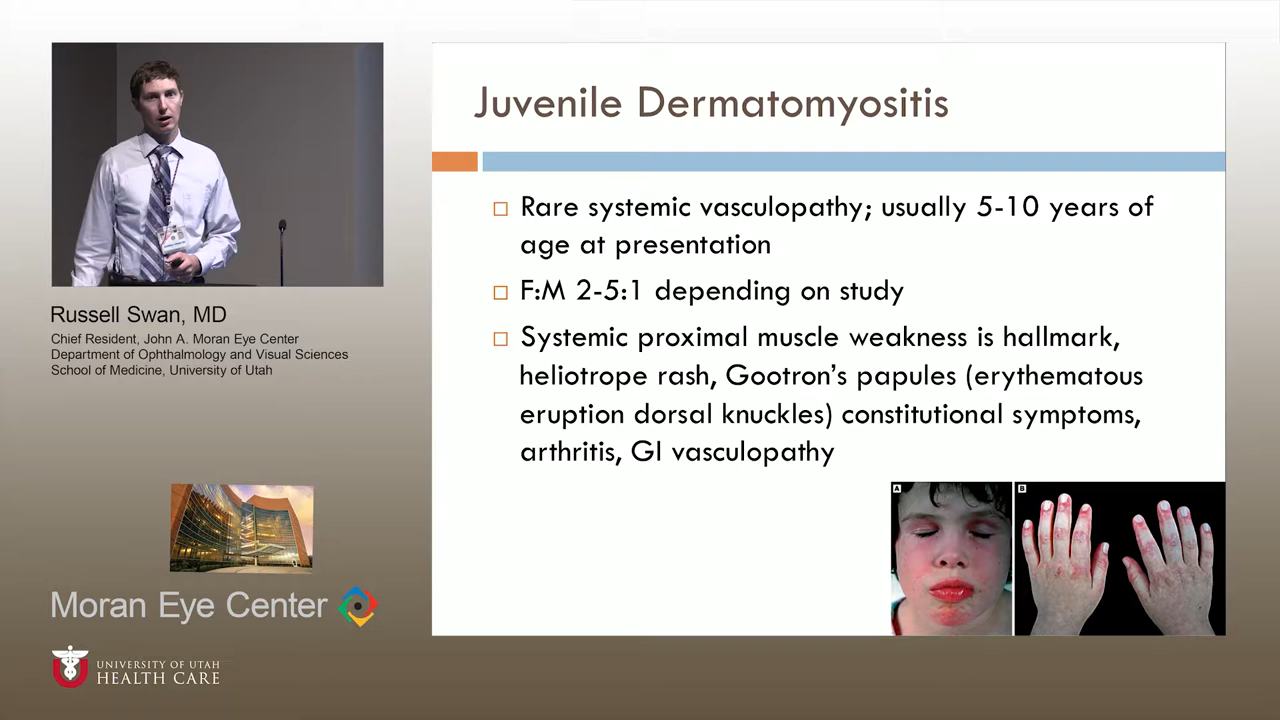 Juvenile Dermatomyositis
Rare systemic vasculopathy; usually 5-10 years of
age at presentation
F:M 2-5:1 depending on study
Systemic proximal muscle weakness is hallmark,
heliotrope rash, Gootron's papules (erythematous
eruption dorsal knuckles) constitutional symptoms,
arthritis, GI vasculopathy
A
B
Russell Swan, MD
Chief Resident, John A. Moran Eye Center
Department of Ophthalmology and Visual Sciences
School of Medicine, University of Utah
Moran Eye Center
U
UNIVERSITY OF UTAH
HEALTH CARE